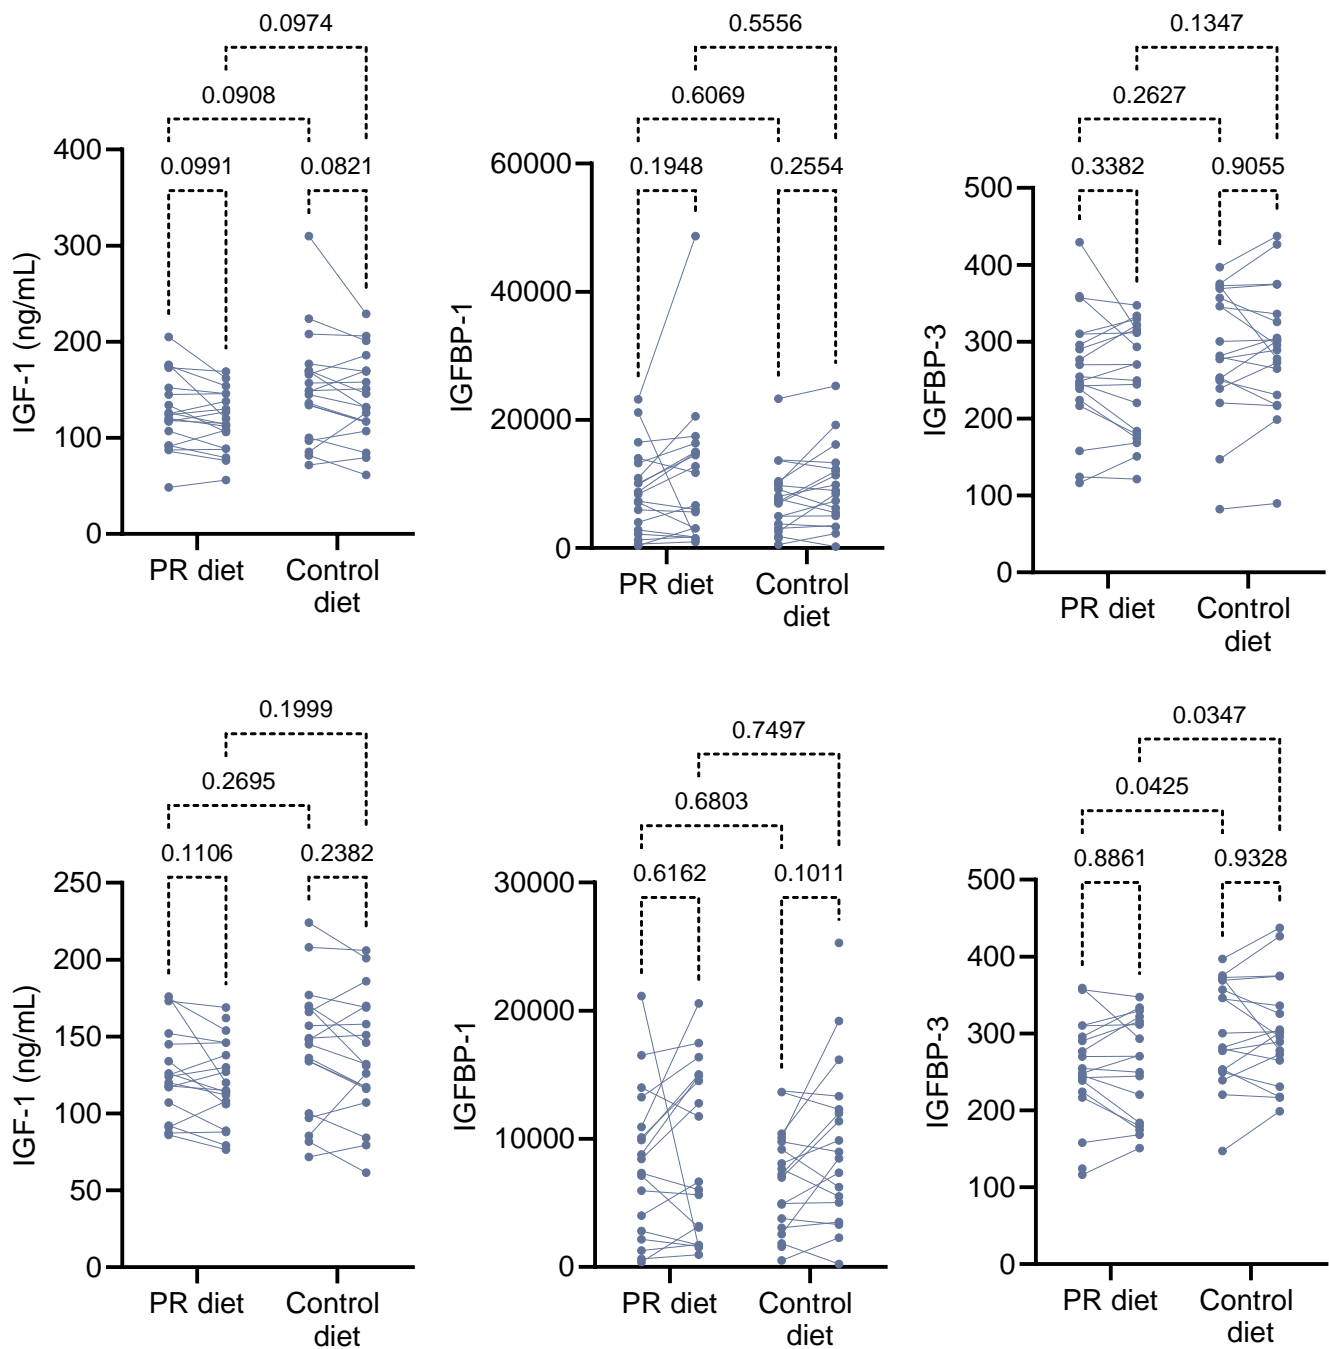 0.0974
0.0908
0.0991
0.0821
IGF-1 (ng/mL)
400
300
200
100
0
PR diet
Control
diet
0.5556
0.6069
0.1948
0.2554
IGFBP-1
60000
40000
20000
0
PR diet
Control
diet
0.1347
0.2627
0.3382
0.9055
IGFBP-3
500
400
300
200
100
0
PR diet
Control
diet
0.1999
0.2695
0.1106
0.2382
IGF-1 (ng/mL)
250
200
150
100
50
0
PR diet
Control
diet
0.7497
0.6803
0.6162
0.1011
IGFBP-1
30000
20000
10000
0
PR diet
Control
diet
0.0347
0.0425
0.8861
0.9328
IGFBP-3
500
400
300
200
100
0
PR diet
Control
diet